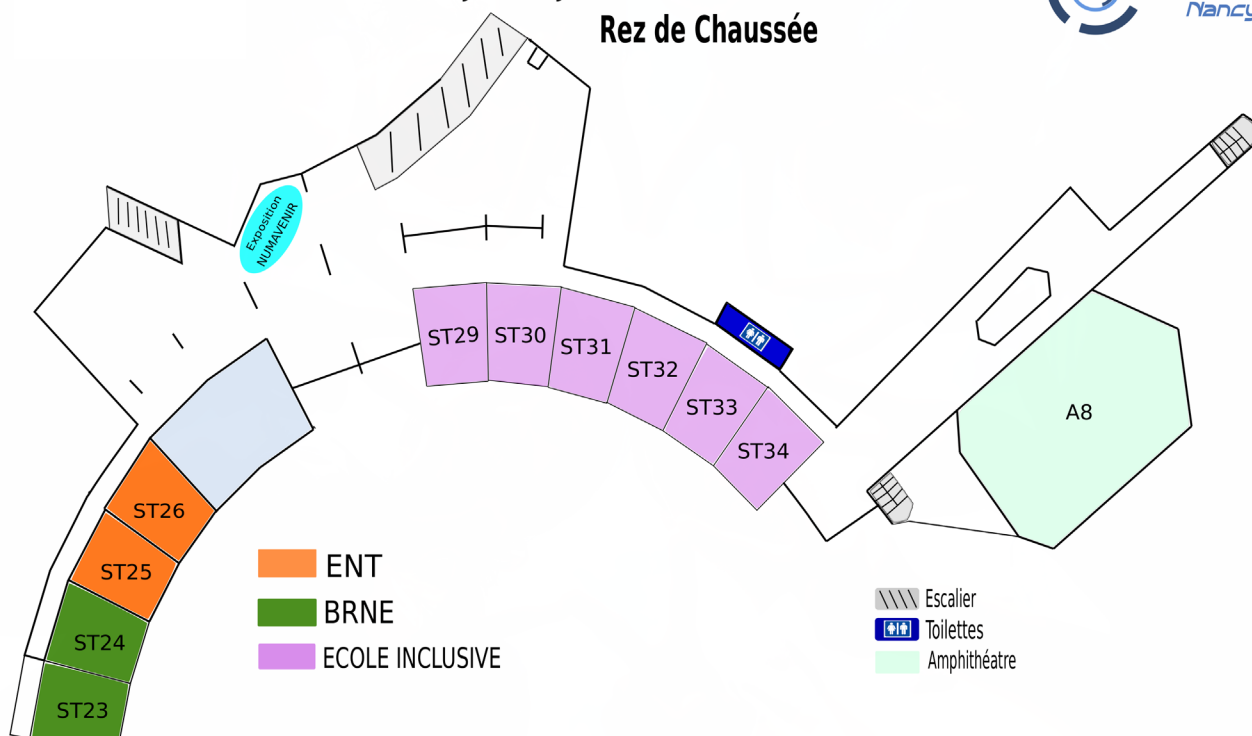 Rez de Chaussée
Nancy
Exposition
NUMAVENIR
ST29
ST30
ST31
ST32
ST33
ST34
A8
ST26
ST25
ST24
ST23
ENT
BRNE
ECOLE INCLUSIVE
Escalier
Toilettes
Amphithéatre